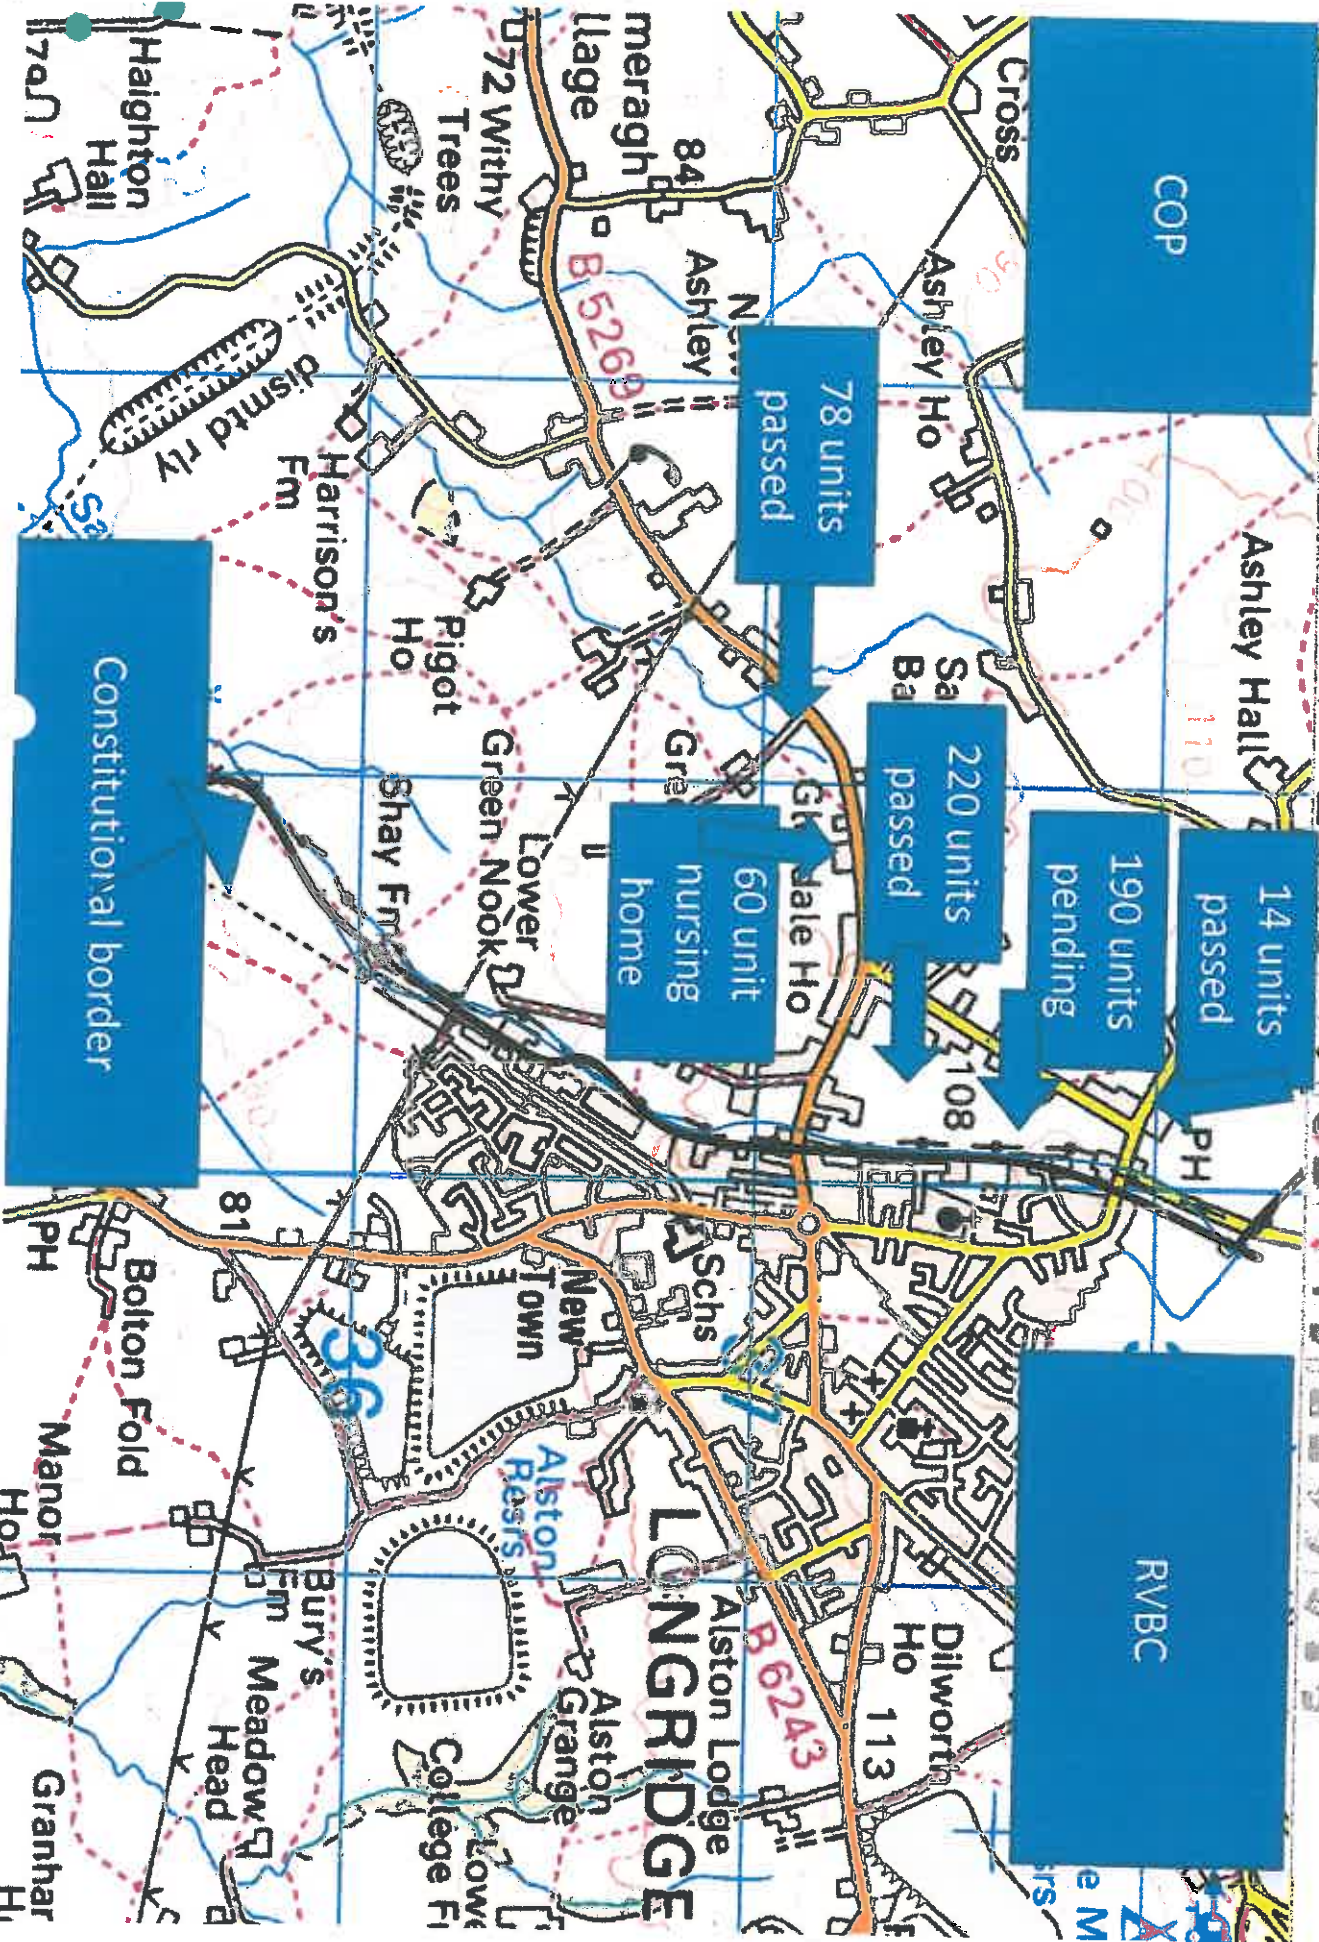 COP
RVBC
14 units
passed
190 units
pending
220 units
passed
78 units
passed
60 unit
nursing
home
Constitutional border
Cross
Ashley Hall
170
PH
Ashley Ho
108
Dilworth
Ho
113
84
Ashley
B 5269
72 Withy
Trees
Schs
Alston Lodge
B 6243
LONGRIDGE
Lower
Green Nook
New
Town
Alston
Resrs
Alston
Grange
Pigot
Ho
Shay Fm
Harrison's
Fm
36
dismtd rly
Haighton
Hall
81
PH
Bolton Fold
Manor
Bury's
Fm
Meadow
Head
College